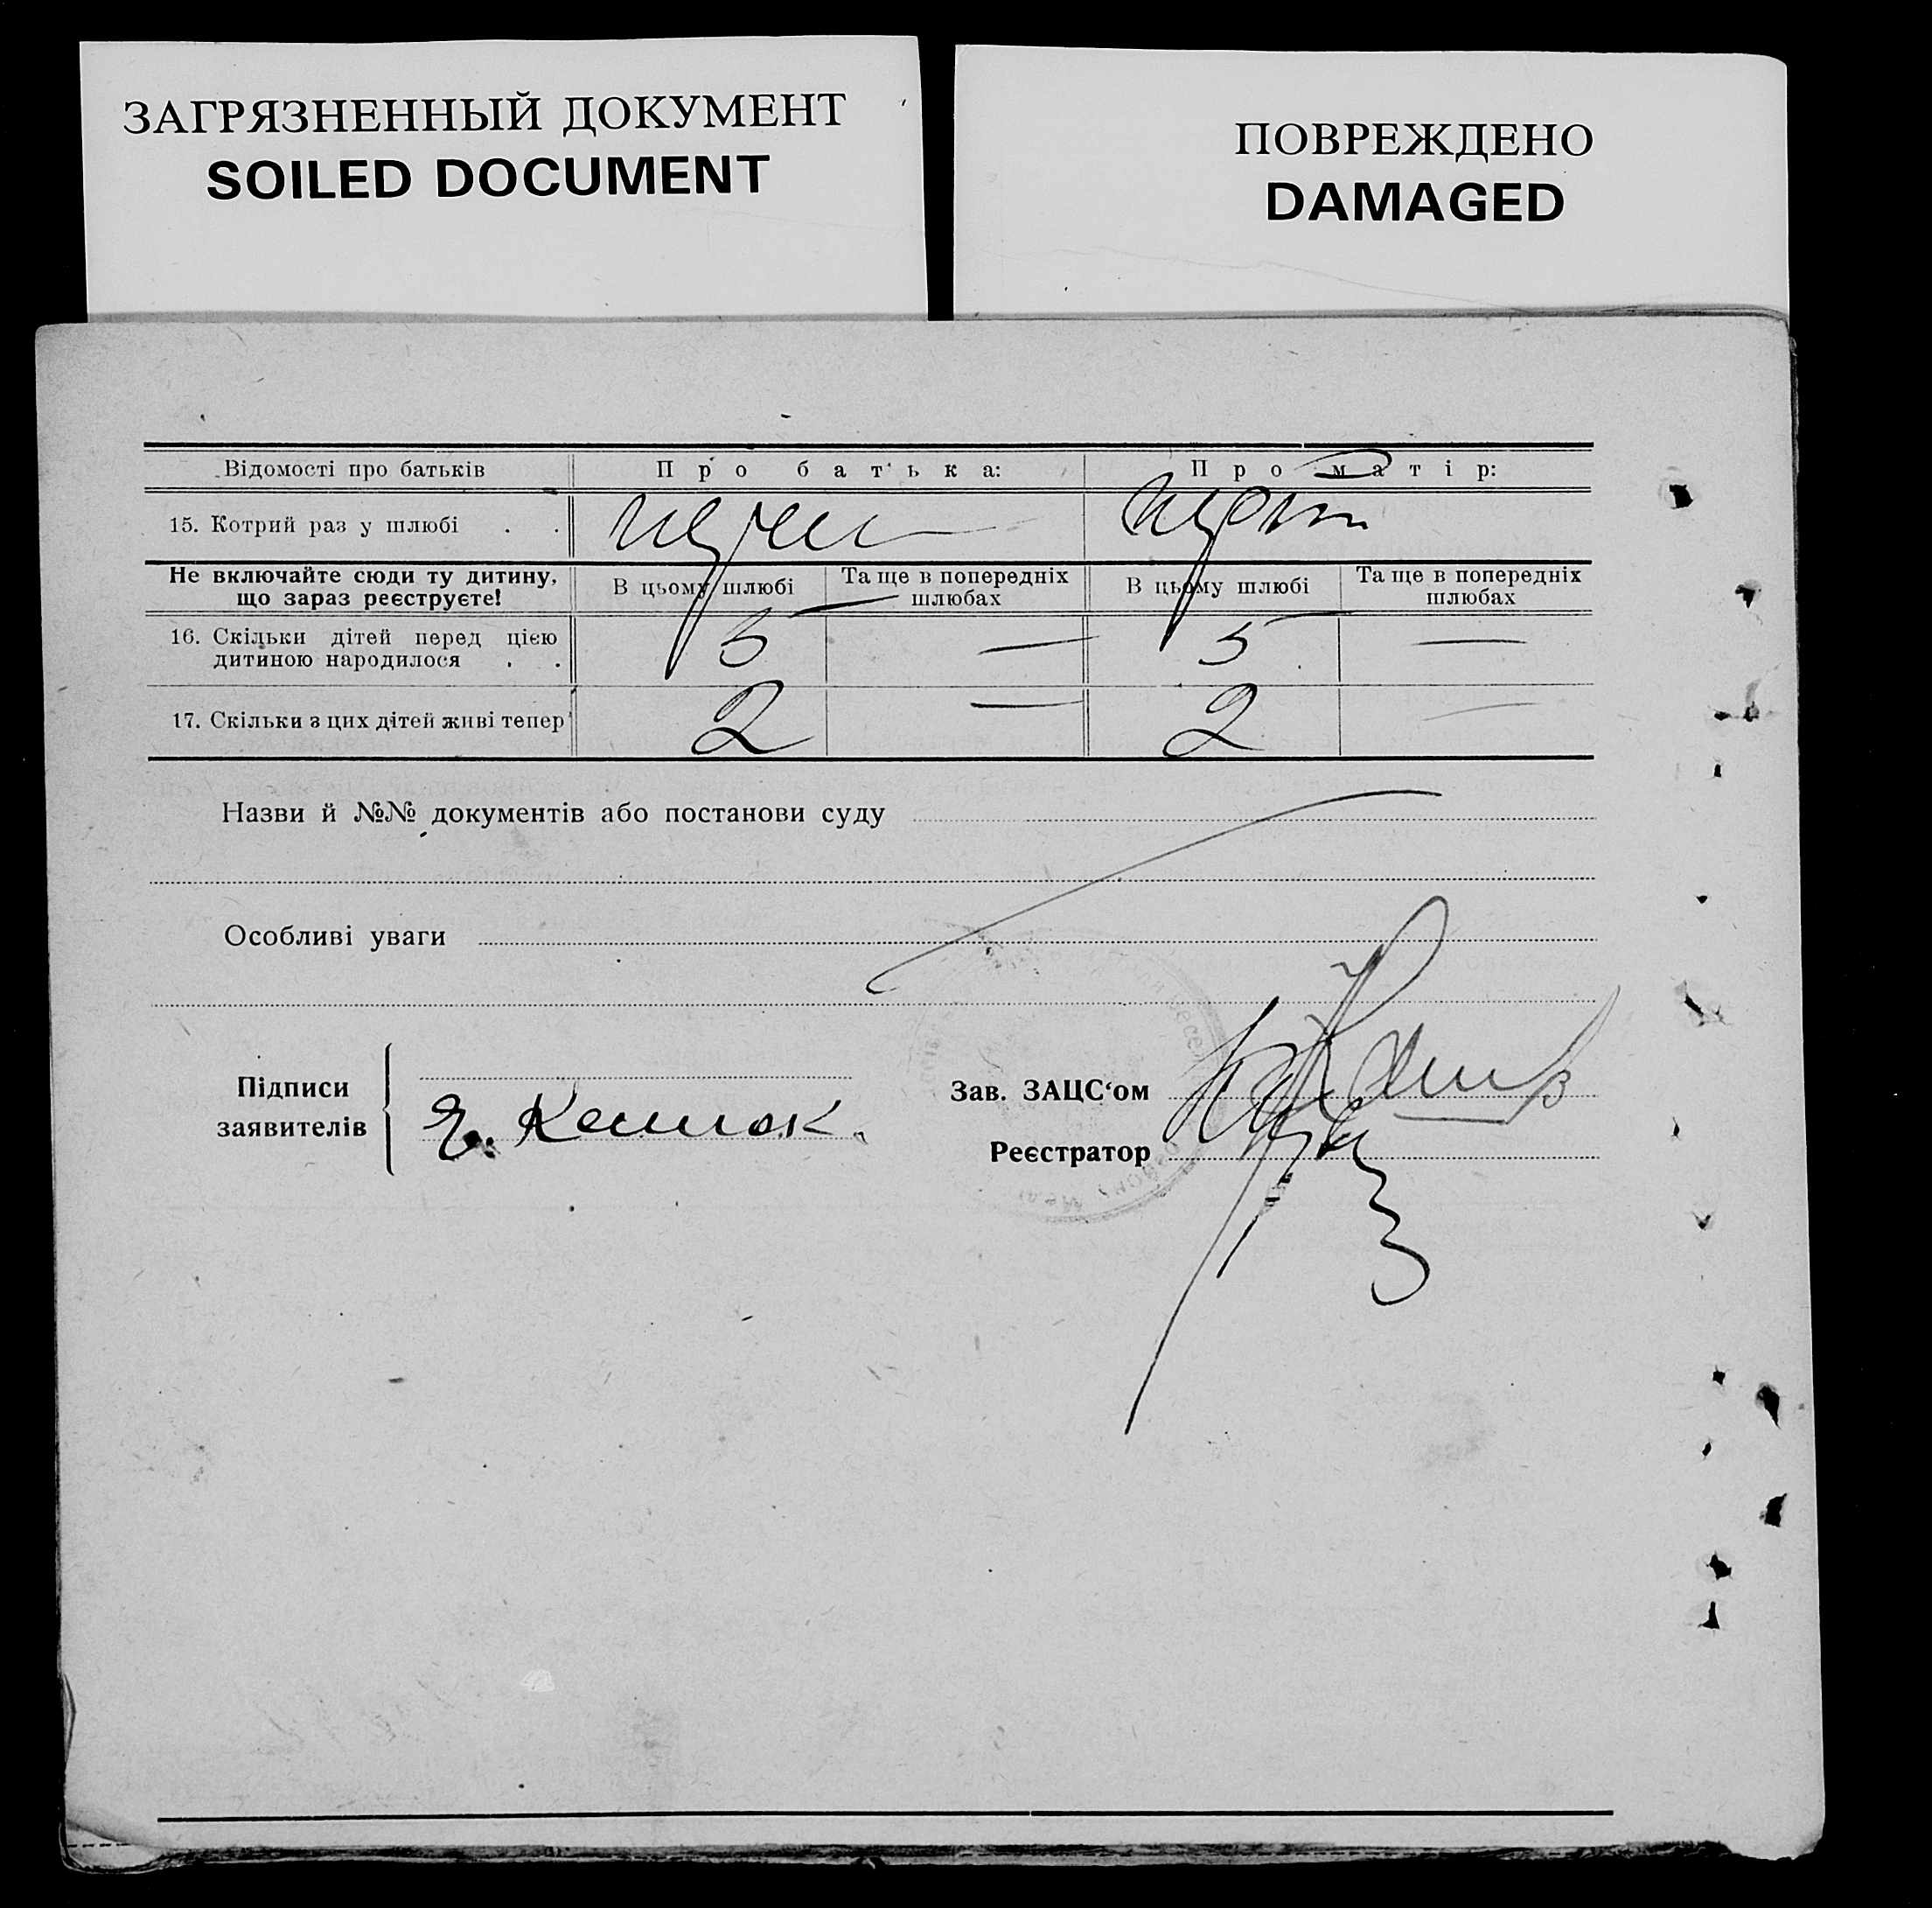 ЗАГРЯЗНЕННЫЙ ДОКУМЕНТ
SOILED DOCUMENT
ПОВРЕЖДЕНО
DAMAGED
Відомості про батьків Про батька: Про матір:
15. Котрий раз у шлюбі . .
Не включайте сюди ту дитину, що зараз реєструєте! В цьому шлюбі Та ще в попередніх шлюбах В цьому шлюбі Та ще в попередніх шлюбах
16. Скільки дітей перед цією дитиною народилося . . 5 — 5 —
17. Скільки з цих дітей живі тепер 2 — 2 —
Назви й №№ документів або постанови суду
Особливі уваги
Підписи заявителів
Зав. ЗАЦС‘ом
Реєстратор